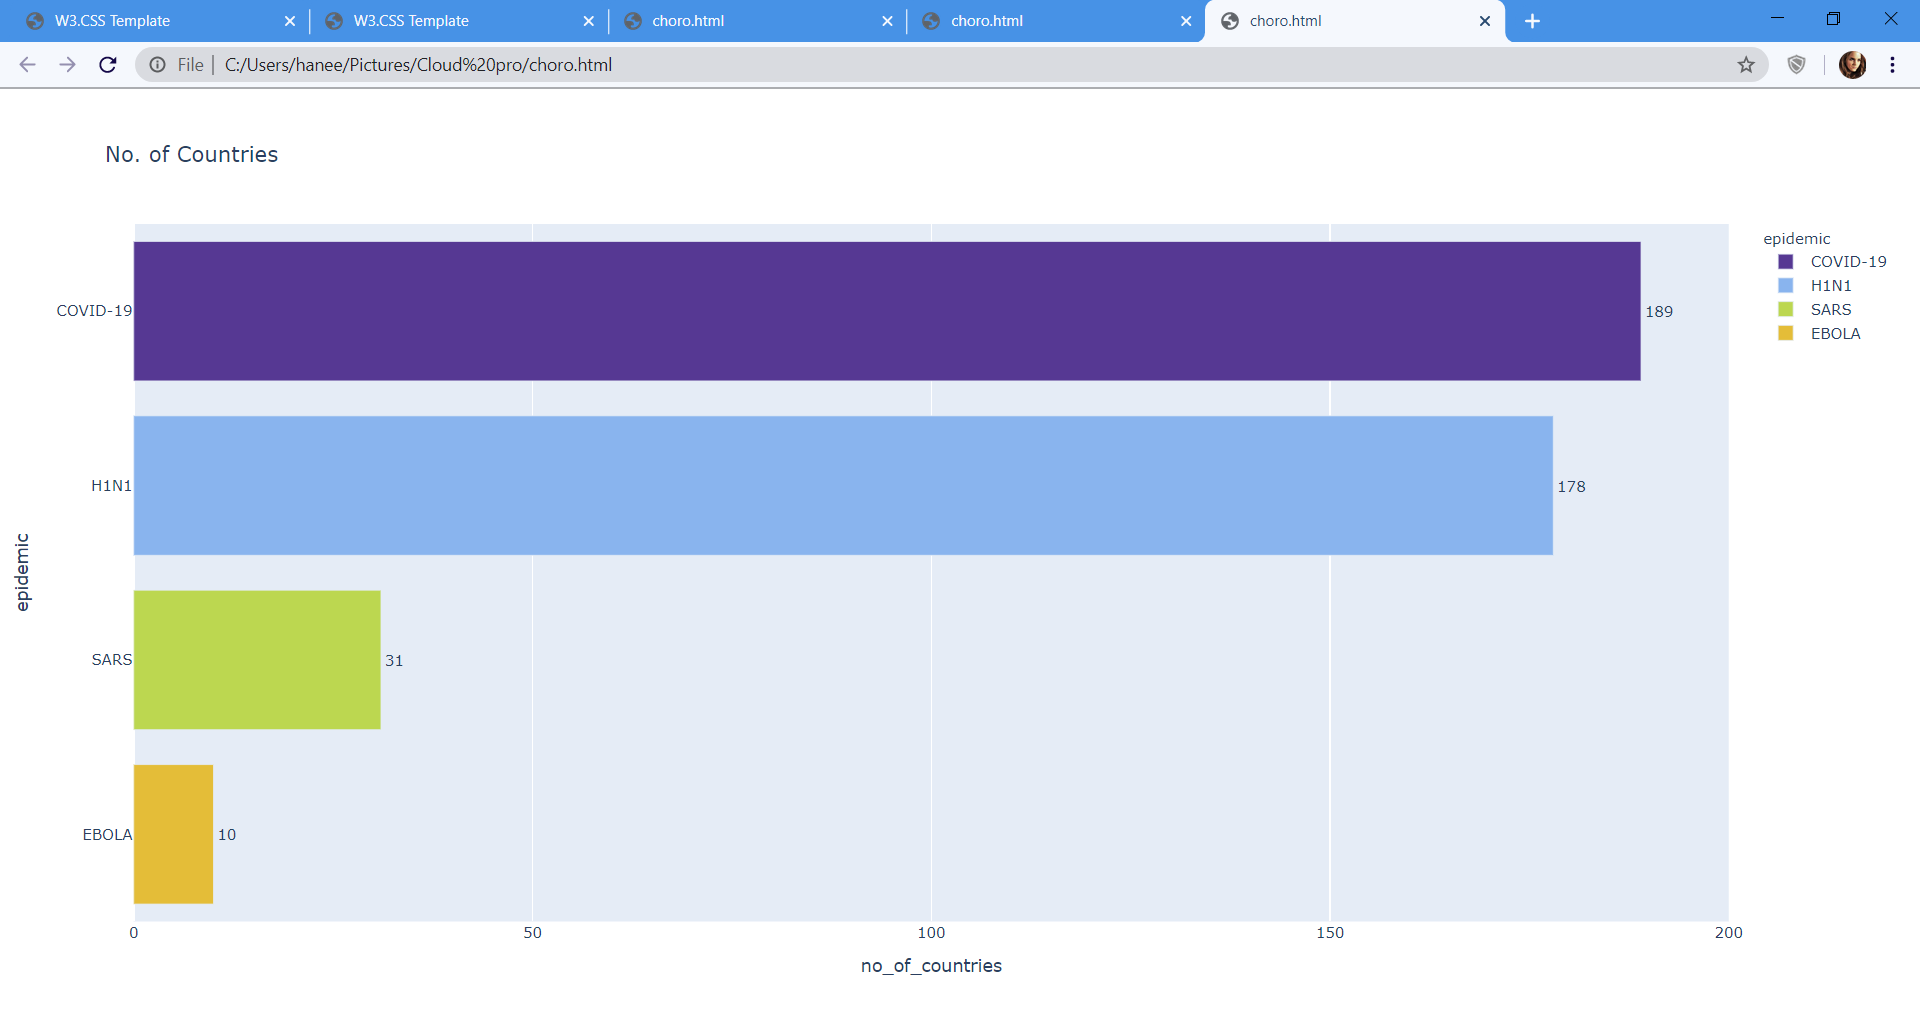 W3.CSS Template W3.CSS Template choro.html choro.html choro.html
File C:/Users/hanee/Pictures/Cloud%20pro/choro.html
No. of Countries
epidemic
COVID-19
H1N1
SARS
EBOLA
COVID-19 189
H1N1 178
epidemic
SARS 31
EBOLA 10
0 50 100 150 200
no_of_countries